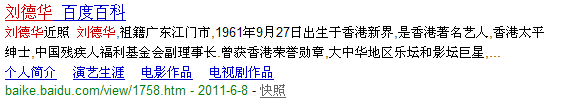 刘德华_百度百科
刘德华近照 刘德华,祖籍广东江门市,1961年9月27日出生于香港新界,是香港著名艺人,香港太平
绅士,中国残疾人福利基金会副理事长.曾获香港荣誉勋章,大中华地区乐坛和影坛巨星,...
个人简介 演艺生涯 电影作品 电视剧作品
baike.baidu.com/view/1758.htm - 2011-6-8 - 快照